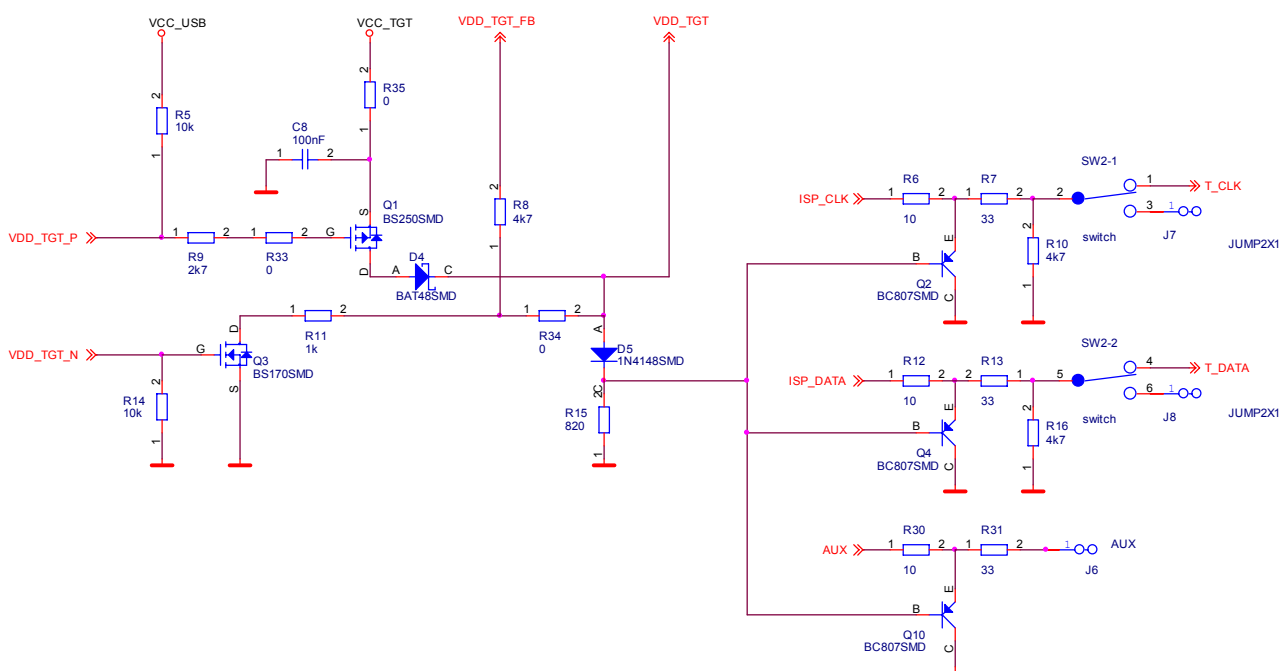 VCC_USB
VCC_TGT
VDD_TGT_FB
VDD_TGT
2
R5
10k
1
2
R35
0
1
C8
100nF
1
2
S
Q1
BS250SMD
G
D
VDD_TGT_P
1
2
R9
2k7
1
2
R33
0
2
R8
4k7
1
D4
A
C
BAT48SMD
1
2
R11
1k
1
2
R34
0
A
D5
1N4148SMD
C
2
R15
820
1
VDD_TGT_N
D
G
Q3
BS170SMD
S
2
R14
10k
1
ISP_CLK
R6
1
2
10
R7
1
2
33
SW2-1
2
1
T_CLK
3
1
J7
switch
JUMP2X1
2
R10
4k7
1
E
B
Q2
BC807SMD
C
ISP_DATA
R12
1
2
10
R13
2
1
33
SW2-2
5
4
T_DATA
6
1
J8
switch
JUMP2X1
2
R16
4k7
1
E
B
Q4
BC807SMD
C
AUX
R30
1
2
10
R31
1
2
33
1
AUX
J6
E
B
Q10
BC807SMD
C